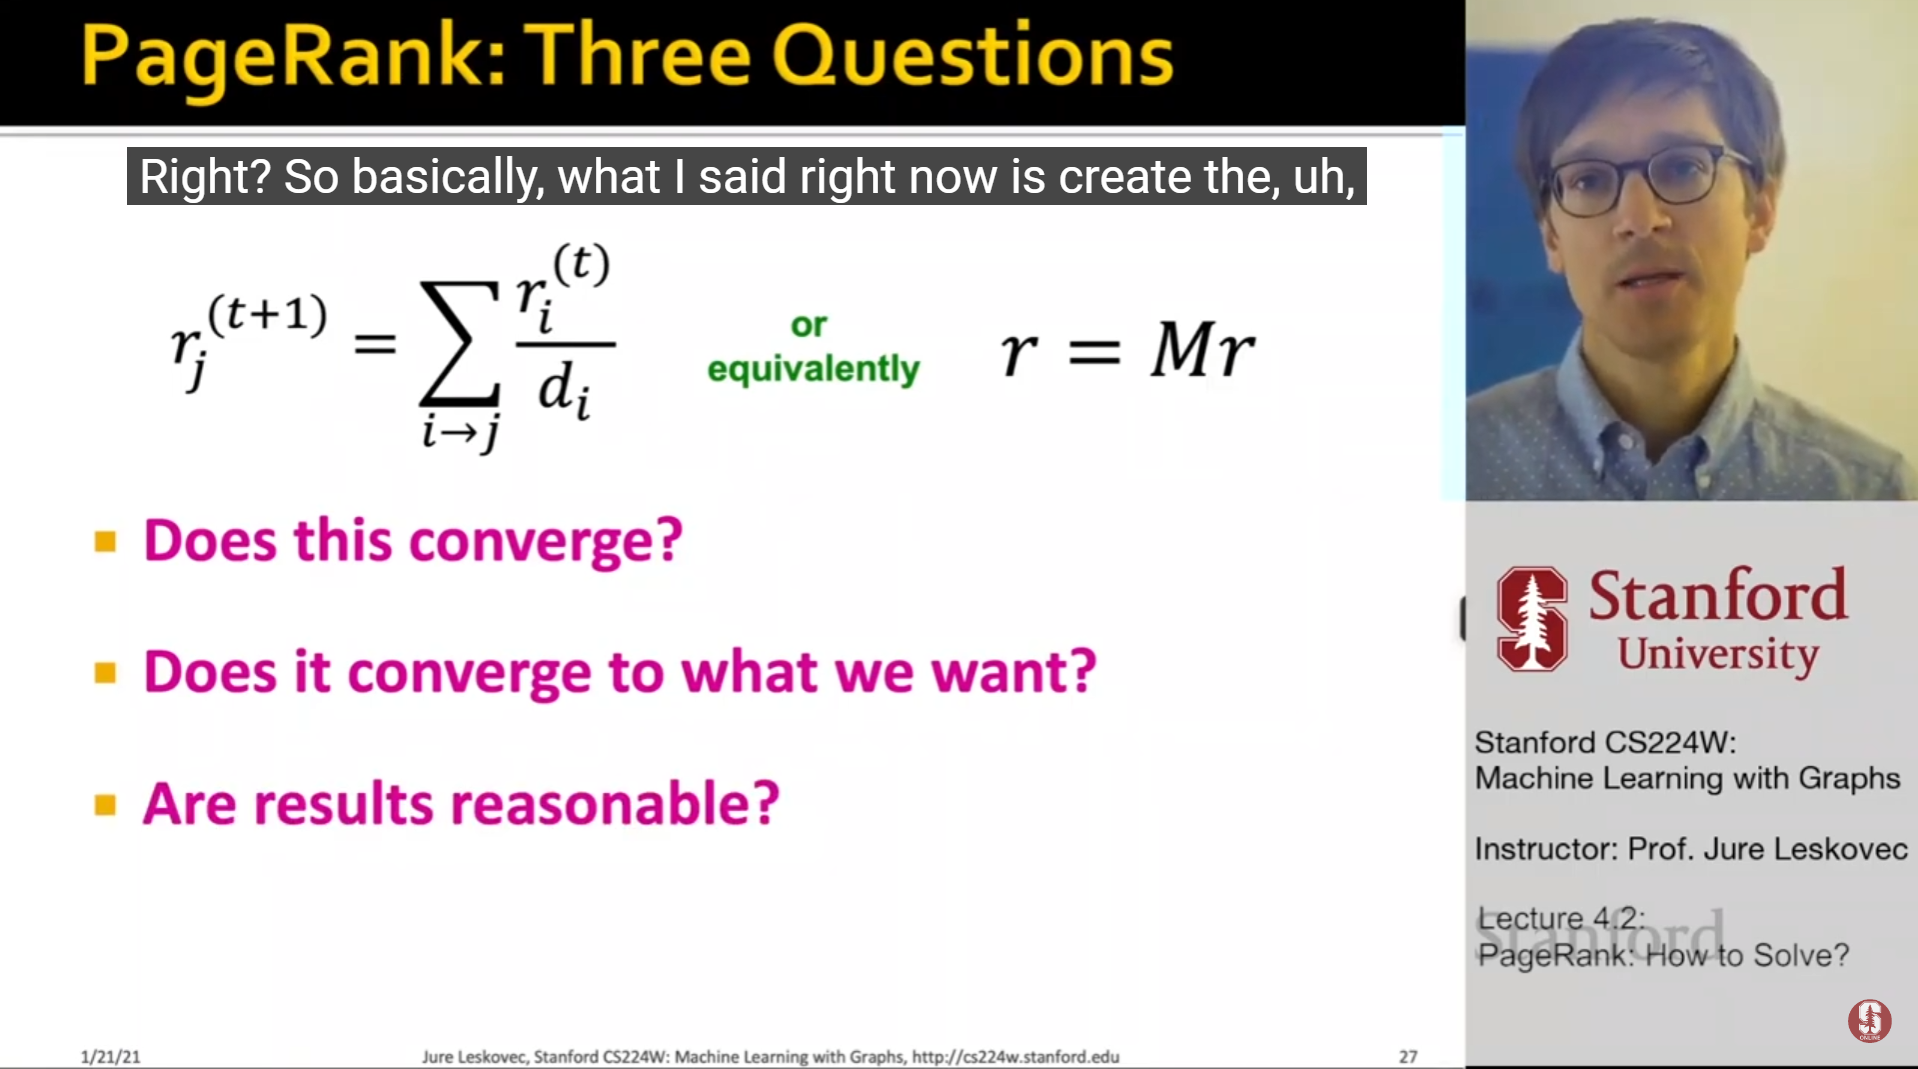 PageRank: Three Questions
Right? So basically, what I said right now is create the, uh,
r_j^{(t+1)} = \sum_{i→j} \frac{r_i^{(t)}}{d_i}
or
equivalently
r = Mr
Does this converge?
Does it converge to what we want?
Are results reasonable?
1/21/21
Jure Leskovec, Stanford CS224W: Machine Learning with Graphs, http://cs224w.stanford.edu
27
Stanford
University
Stanford CS224W:
Machine Learning with Graphs
Instructor: Prof. Jure Leskovec
Lecture 4.2:
PageRank: How to Solve?
Stanford
S
ONLINE